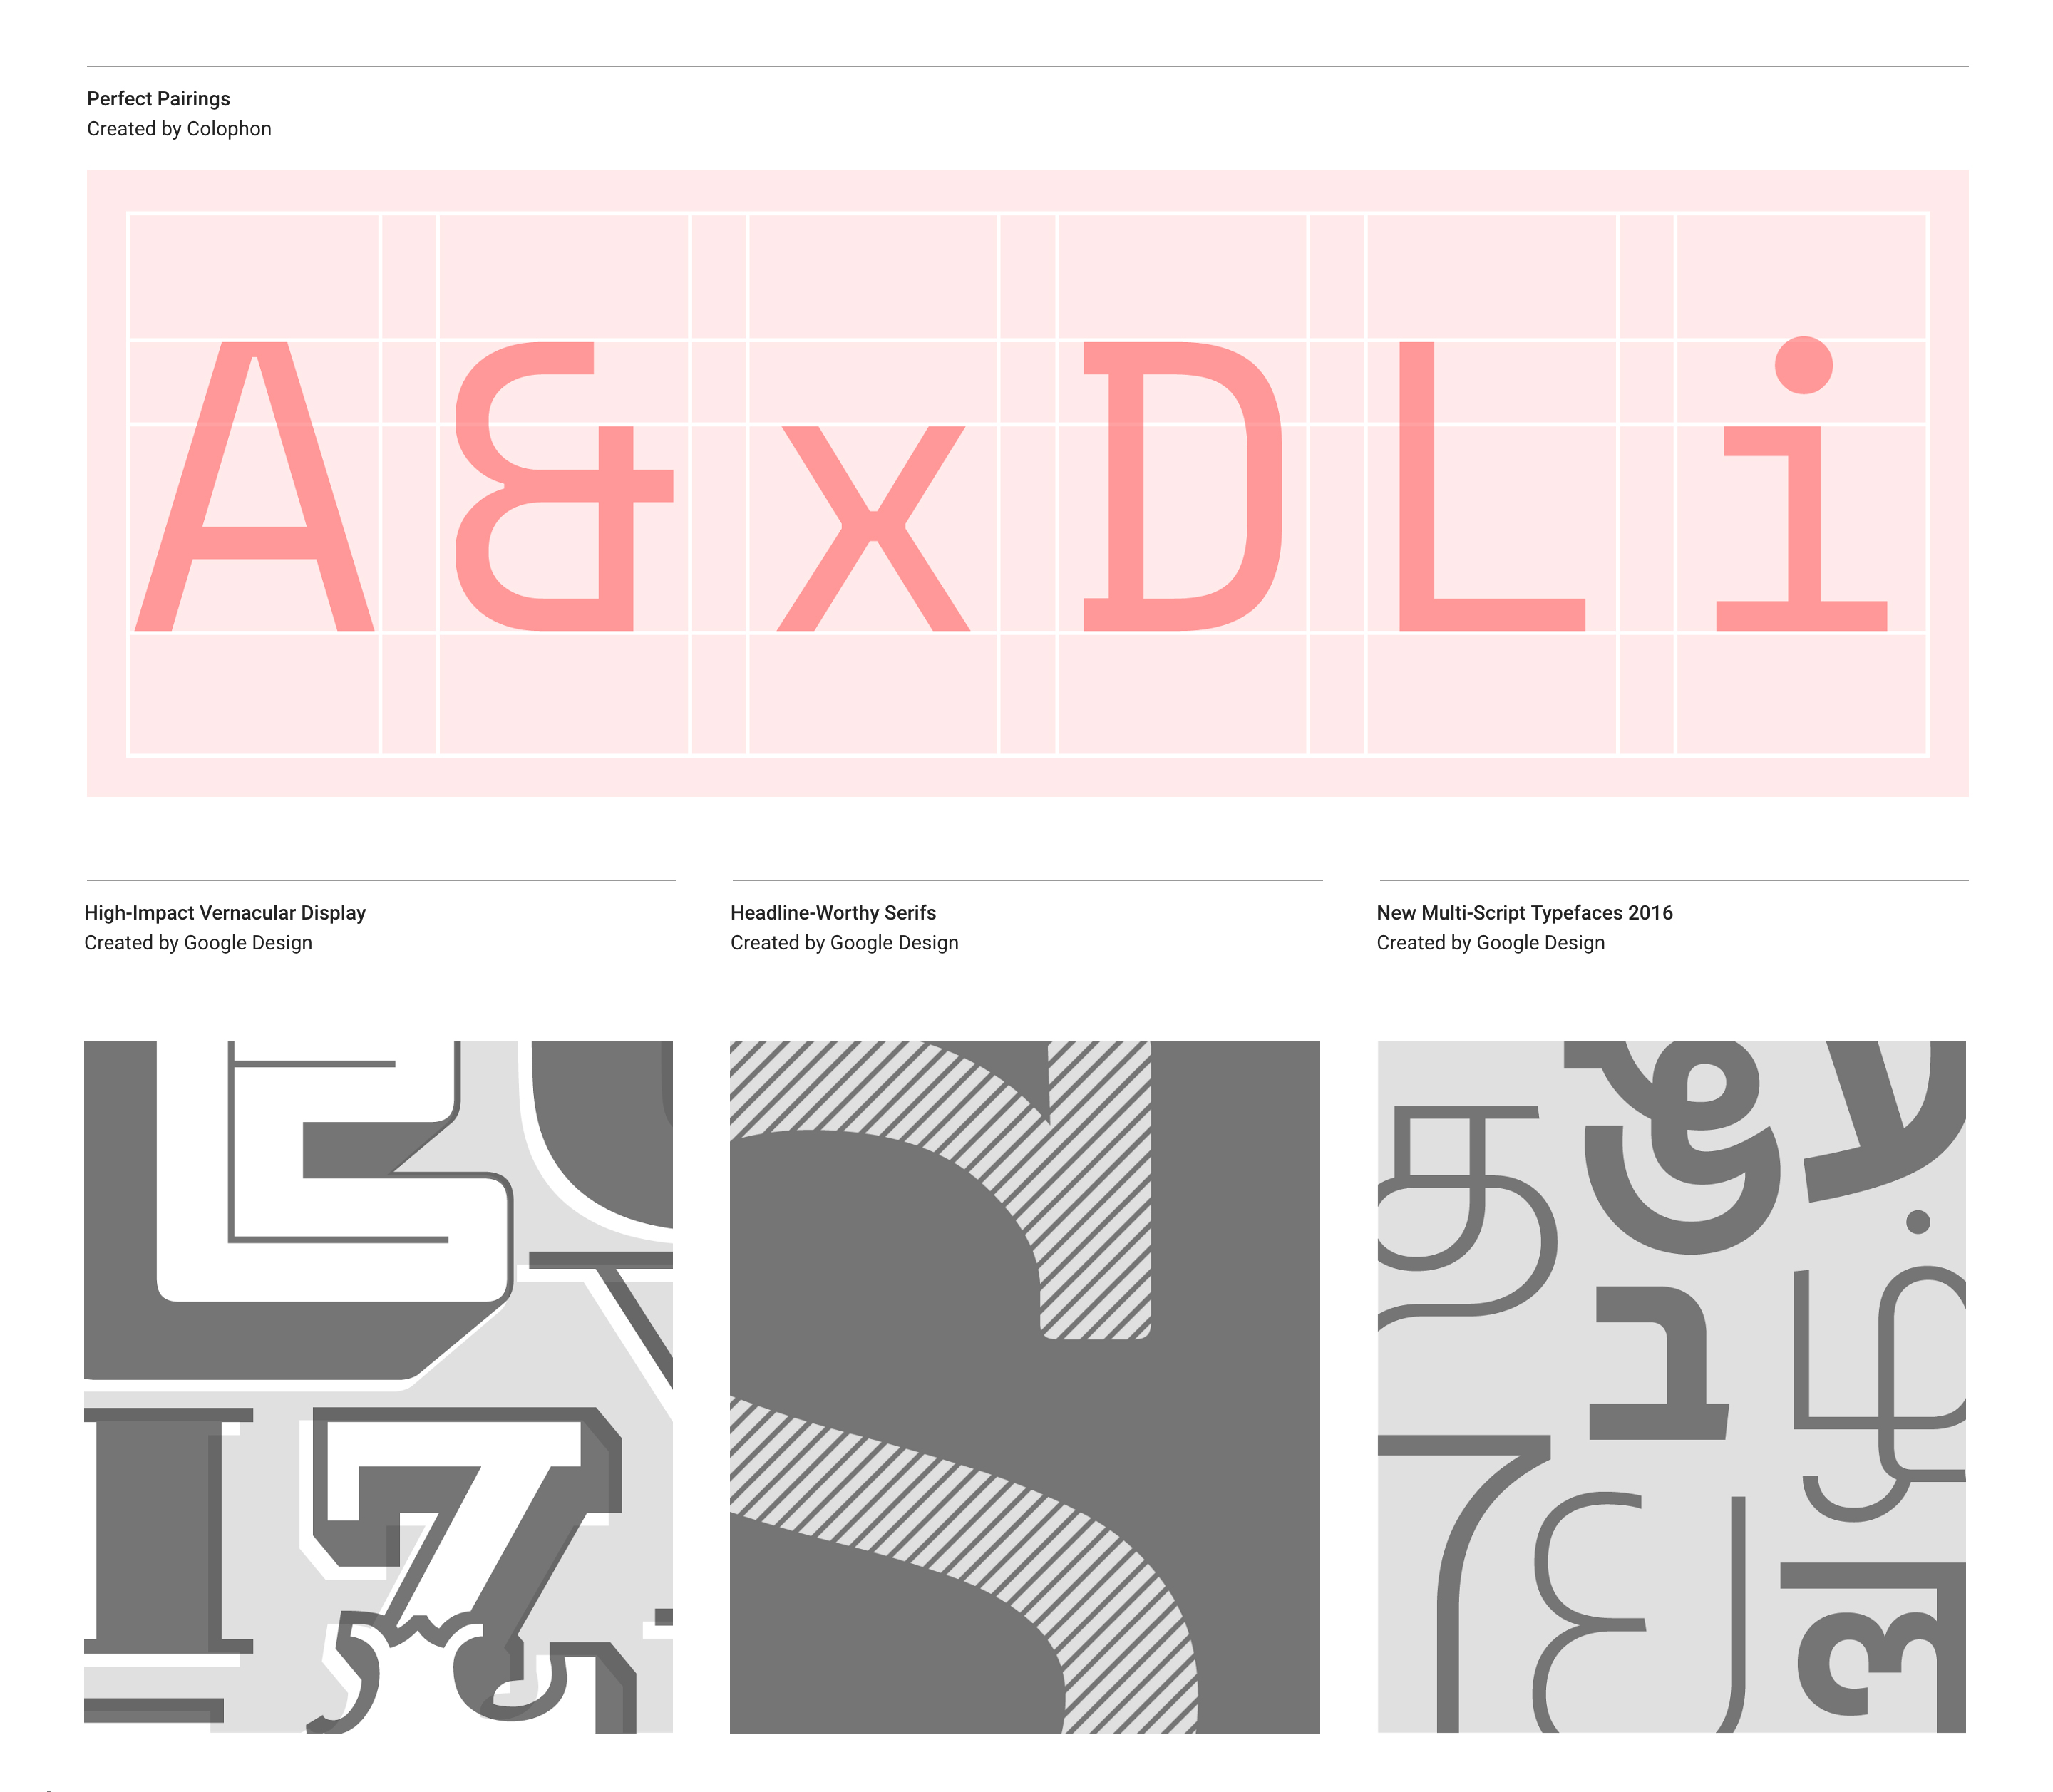 Perfect Pairings
Created by Colophon
A&xDLi
High-Impact Vernacular Display
Created by Google Design
Headline-Worthy Serifs
Created by Google Design
New Multi-Script Typefaces 2016
Created by Google Design